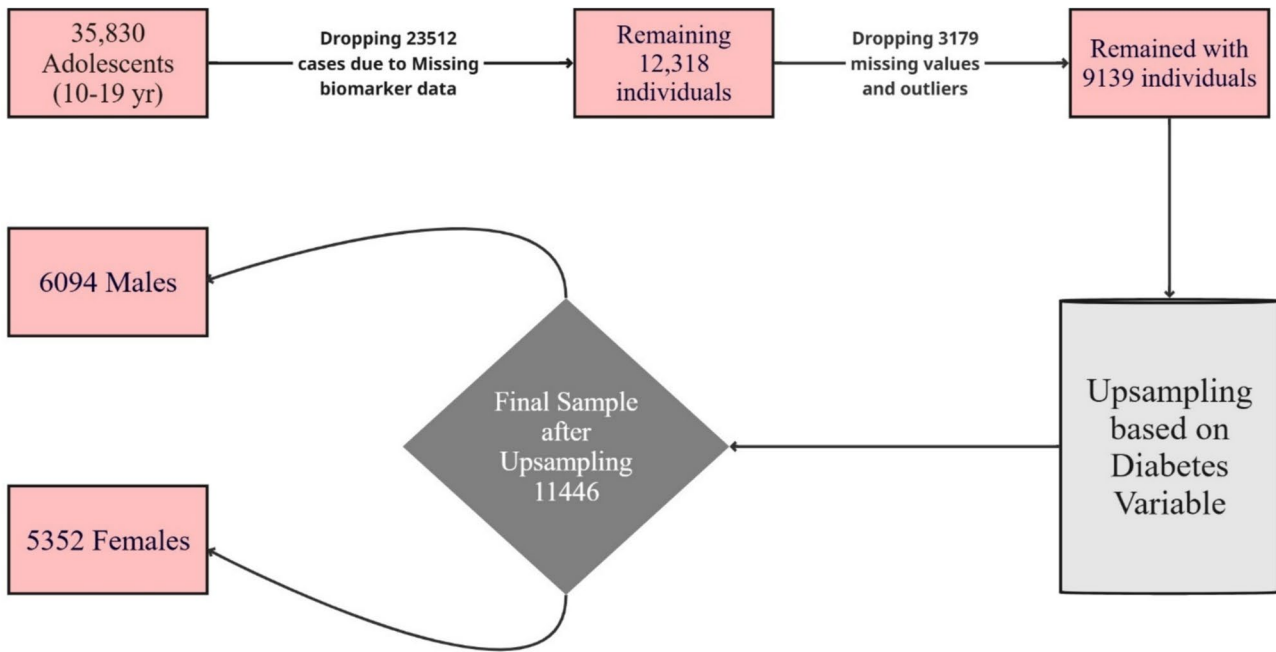 35,830
Adolescents
(10-19 yr)
Dropping 23512
cases due to Missing
biomarker data
Remaining
12,318
individuals
Dropping 3179
missing values
and outliers
Remained with
9139 individuals
Upsampling
based on
Diabetes
Variable
Final Sample
after
Upsampling
11446
6094 Males
5352 Females